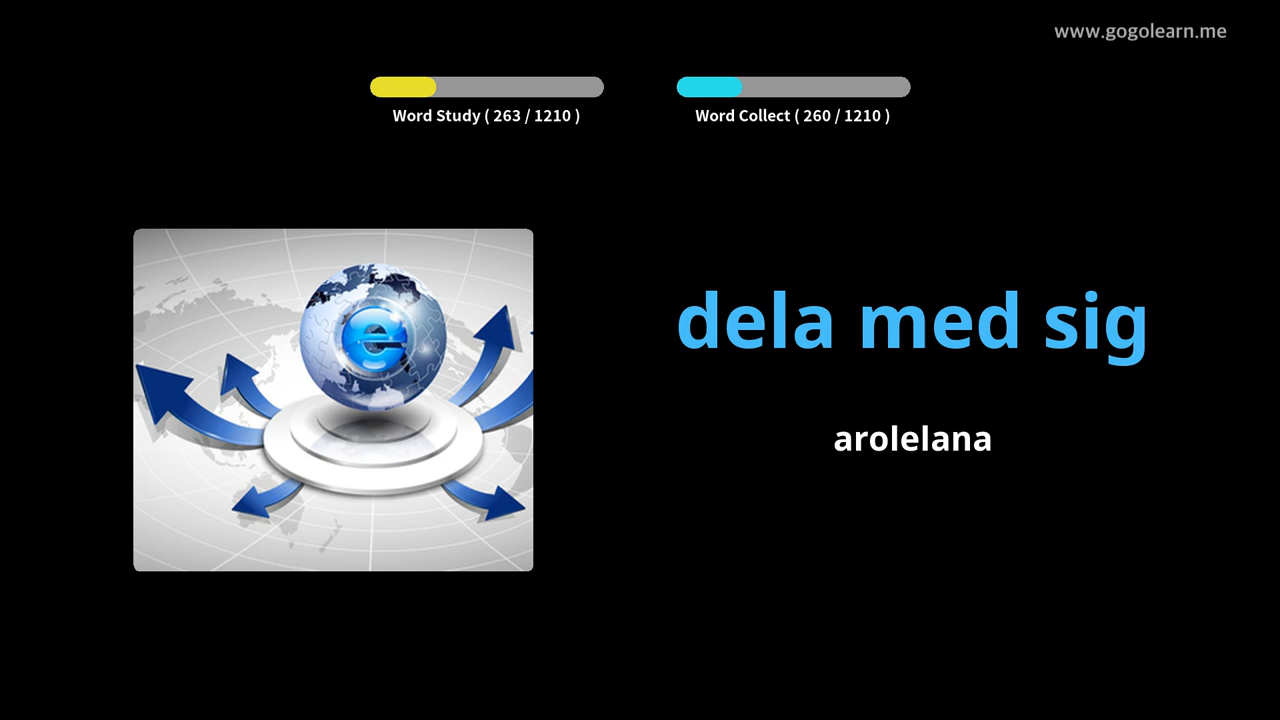 www.gogolearn.me
Word Study ( 263 / 1210 )
Word Collect ( 260 / 1210 )
e
dela med sig
arolelana